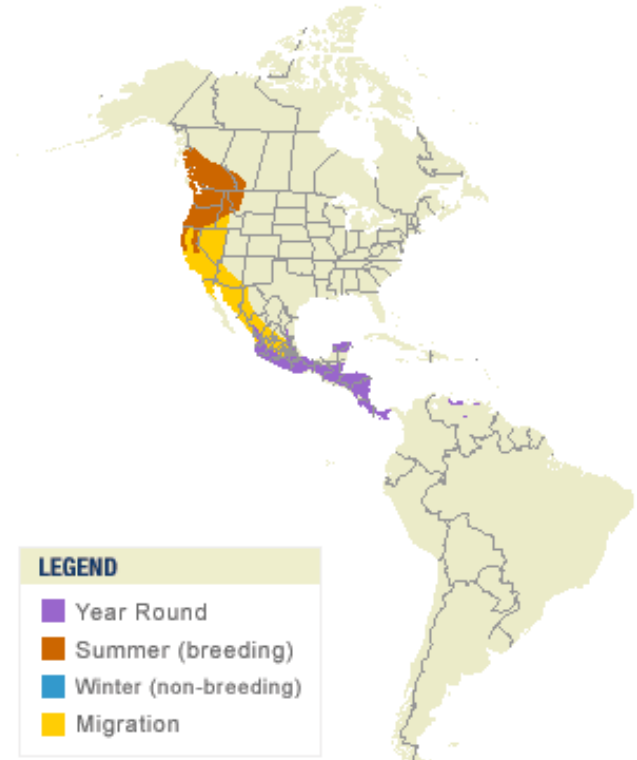 LEGEND
Year Round
Summer (breeding)
Winter (non-breeding)
Migration